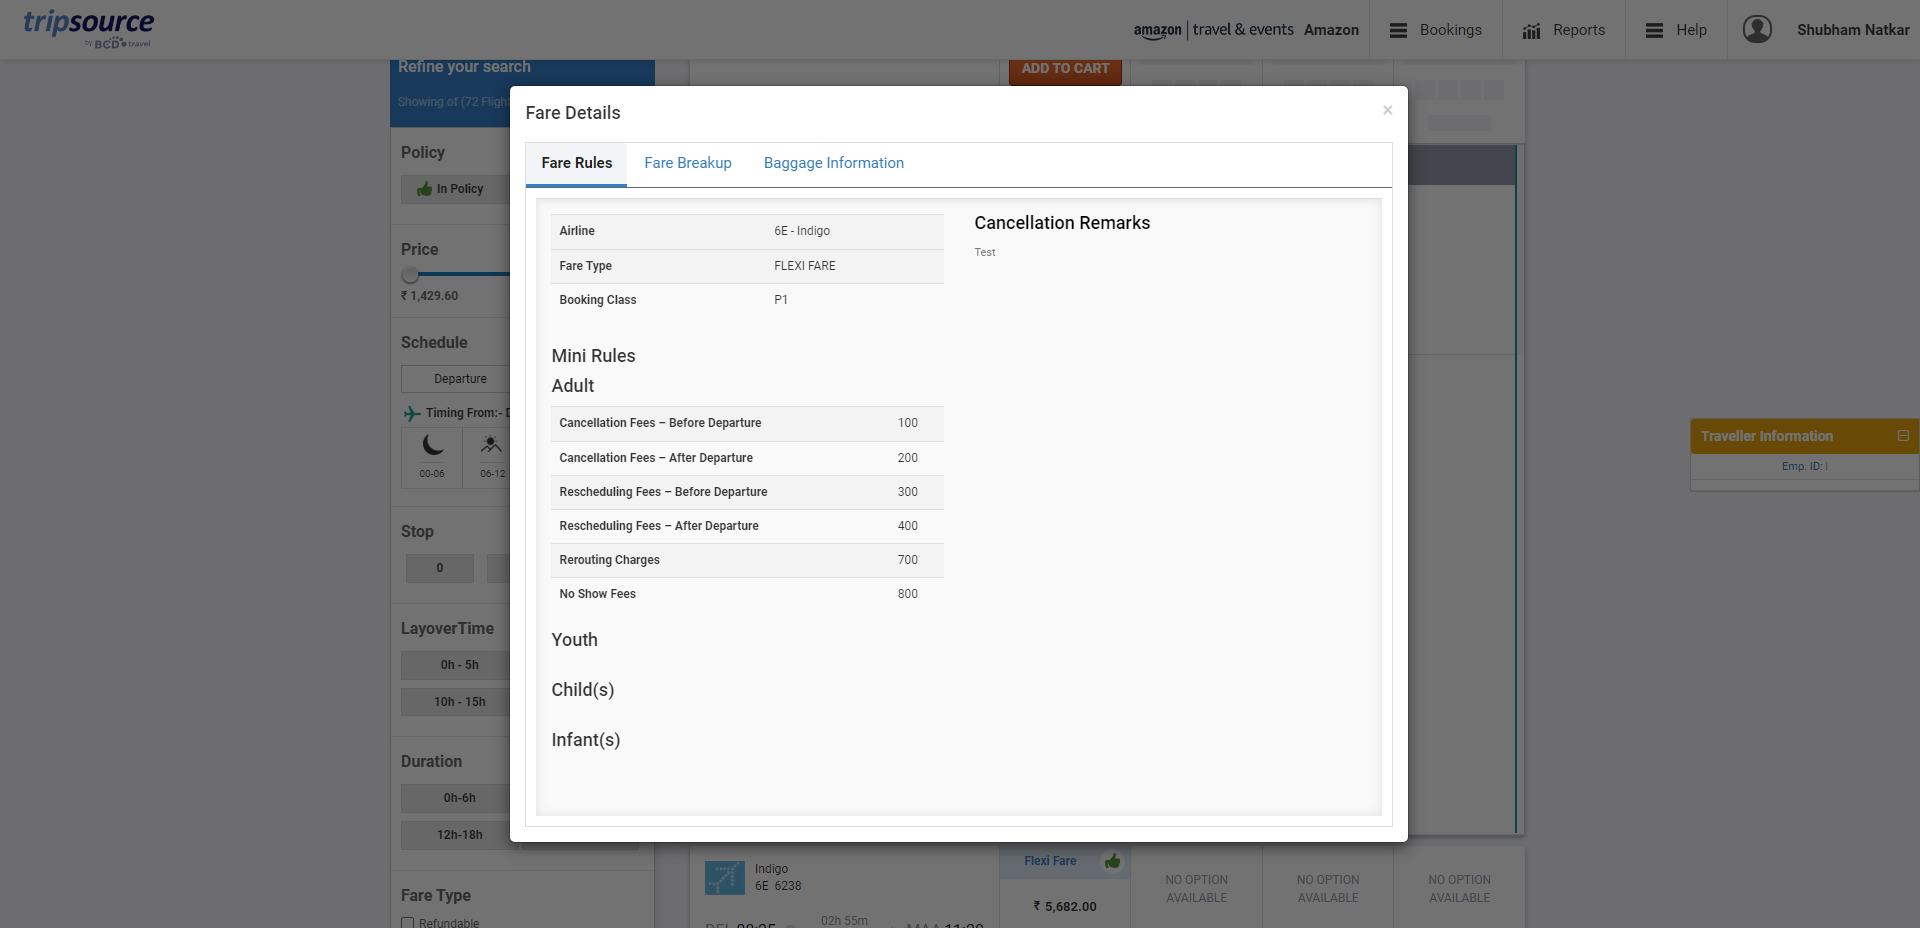 tripsource
by BCD travel
amazon | travel & events Amazon
Bookings
Reports
Help
Shubham Natkar
Refine your search
Showing of (72 Fligh
ADD TO CART
Policy
In Policy
Price
₹ 1,429.60
Schedule
Departure
Timing From:- D
00-06
06-12
Stop
0
LayoverTime
0h - 5h
10h - 15h
Duration
0h-6h
12h-18h
Fare Type
Refundable
Fare Details
×
Fare Rules
Fare Breakup
Baggage Information
Airline 6E - Indigo
Fare Type FLEXI FARE
Booking Class P1
Mini Rules
Adult
Cancellation Fees – Before Departure 100
Cancellation Fees – After Departure 200
Rescheduling Fees – Before Departure 300
Rescheduling Fees – After Departure 400
Rerouting Charges 700
No Show Fees 800
Youth
Child(s)
Infant(s)
Cancellation Remarks
Test
Traveller Information
Emp. ID: |
Indigo
6E 6238
02h 55m
Flexi Fare
₹ 5,682.00
NO OPTION
AVAILABLE
NO OPTION
AVAILABLE
NO OPTION
AVAILABLE